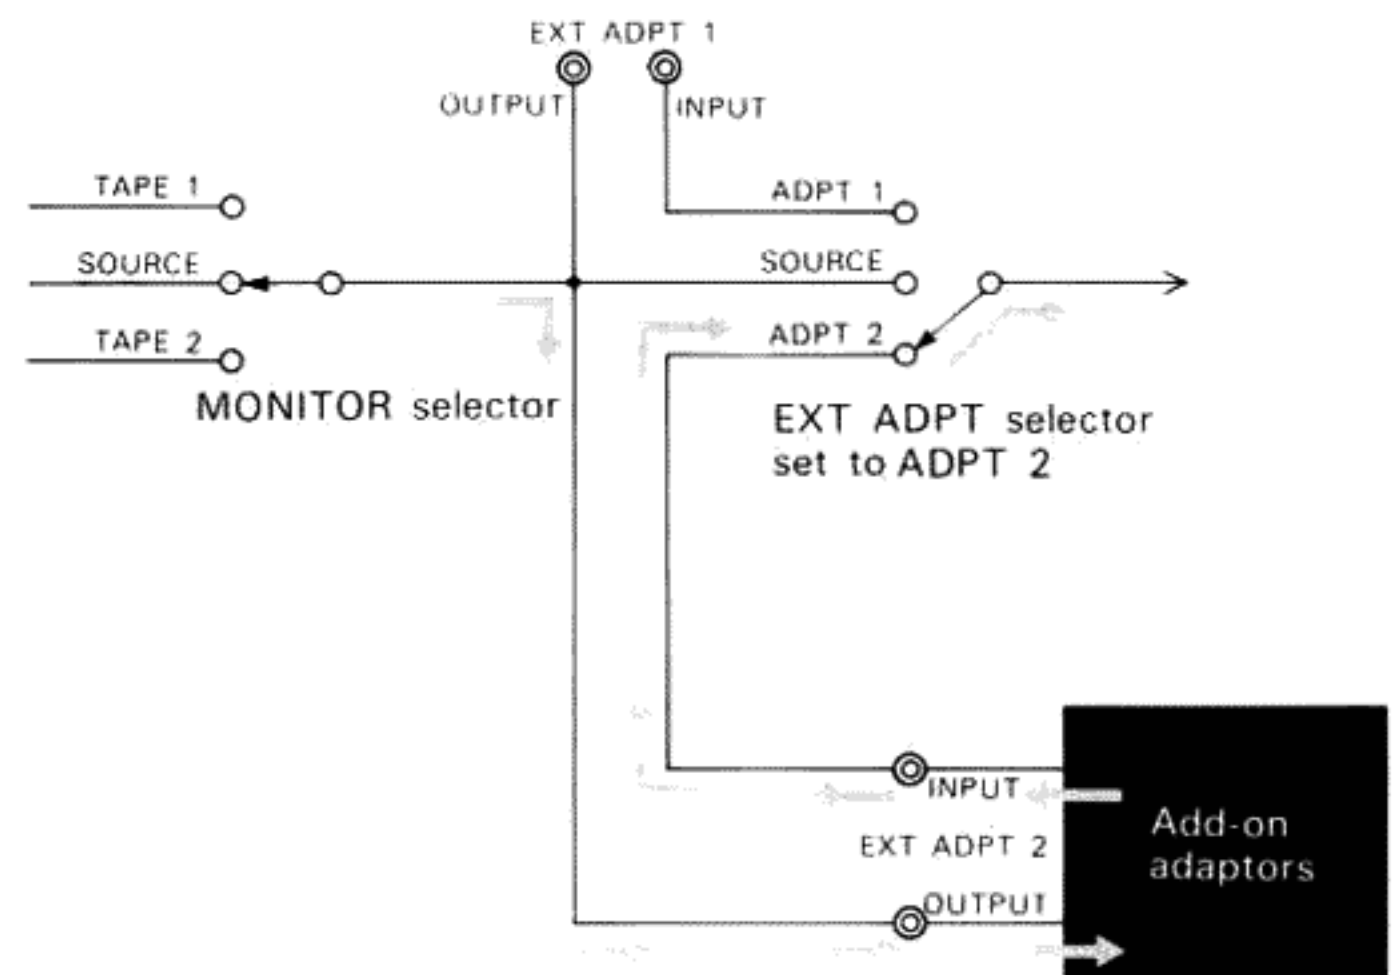 EXT ADPT 1
OUTPUT
INPUT
TAPE 1
ADPT 1
SOURCE
SOURCE
TAPE 2
ADPT 2
MONITOR selector
EXT ADPT selector
set to ADPT 2
INPUT
Add-on
adaptors
EXT ADPT 2
OUTPUT